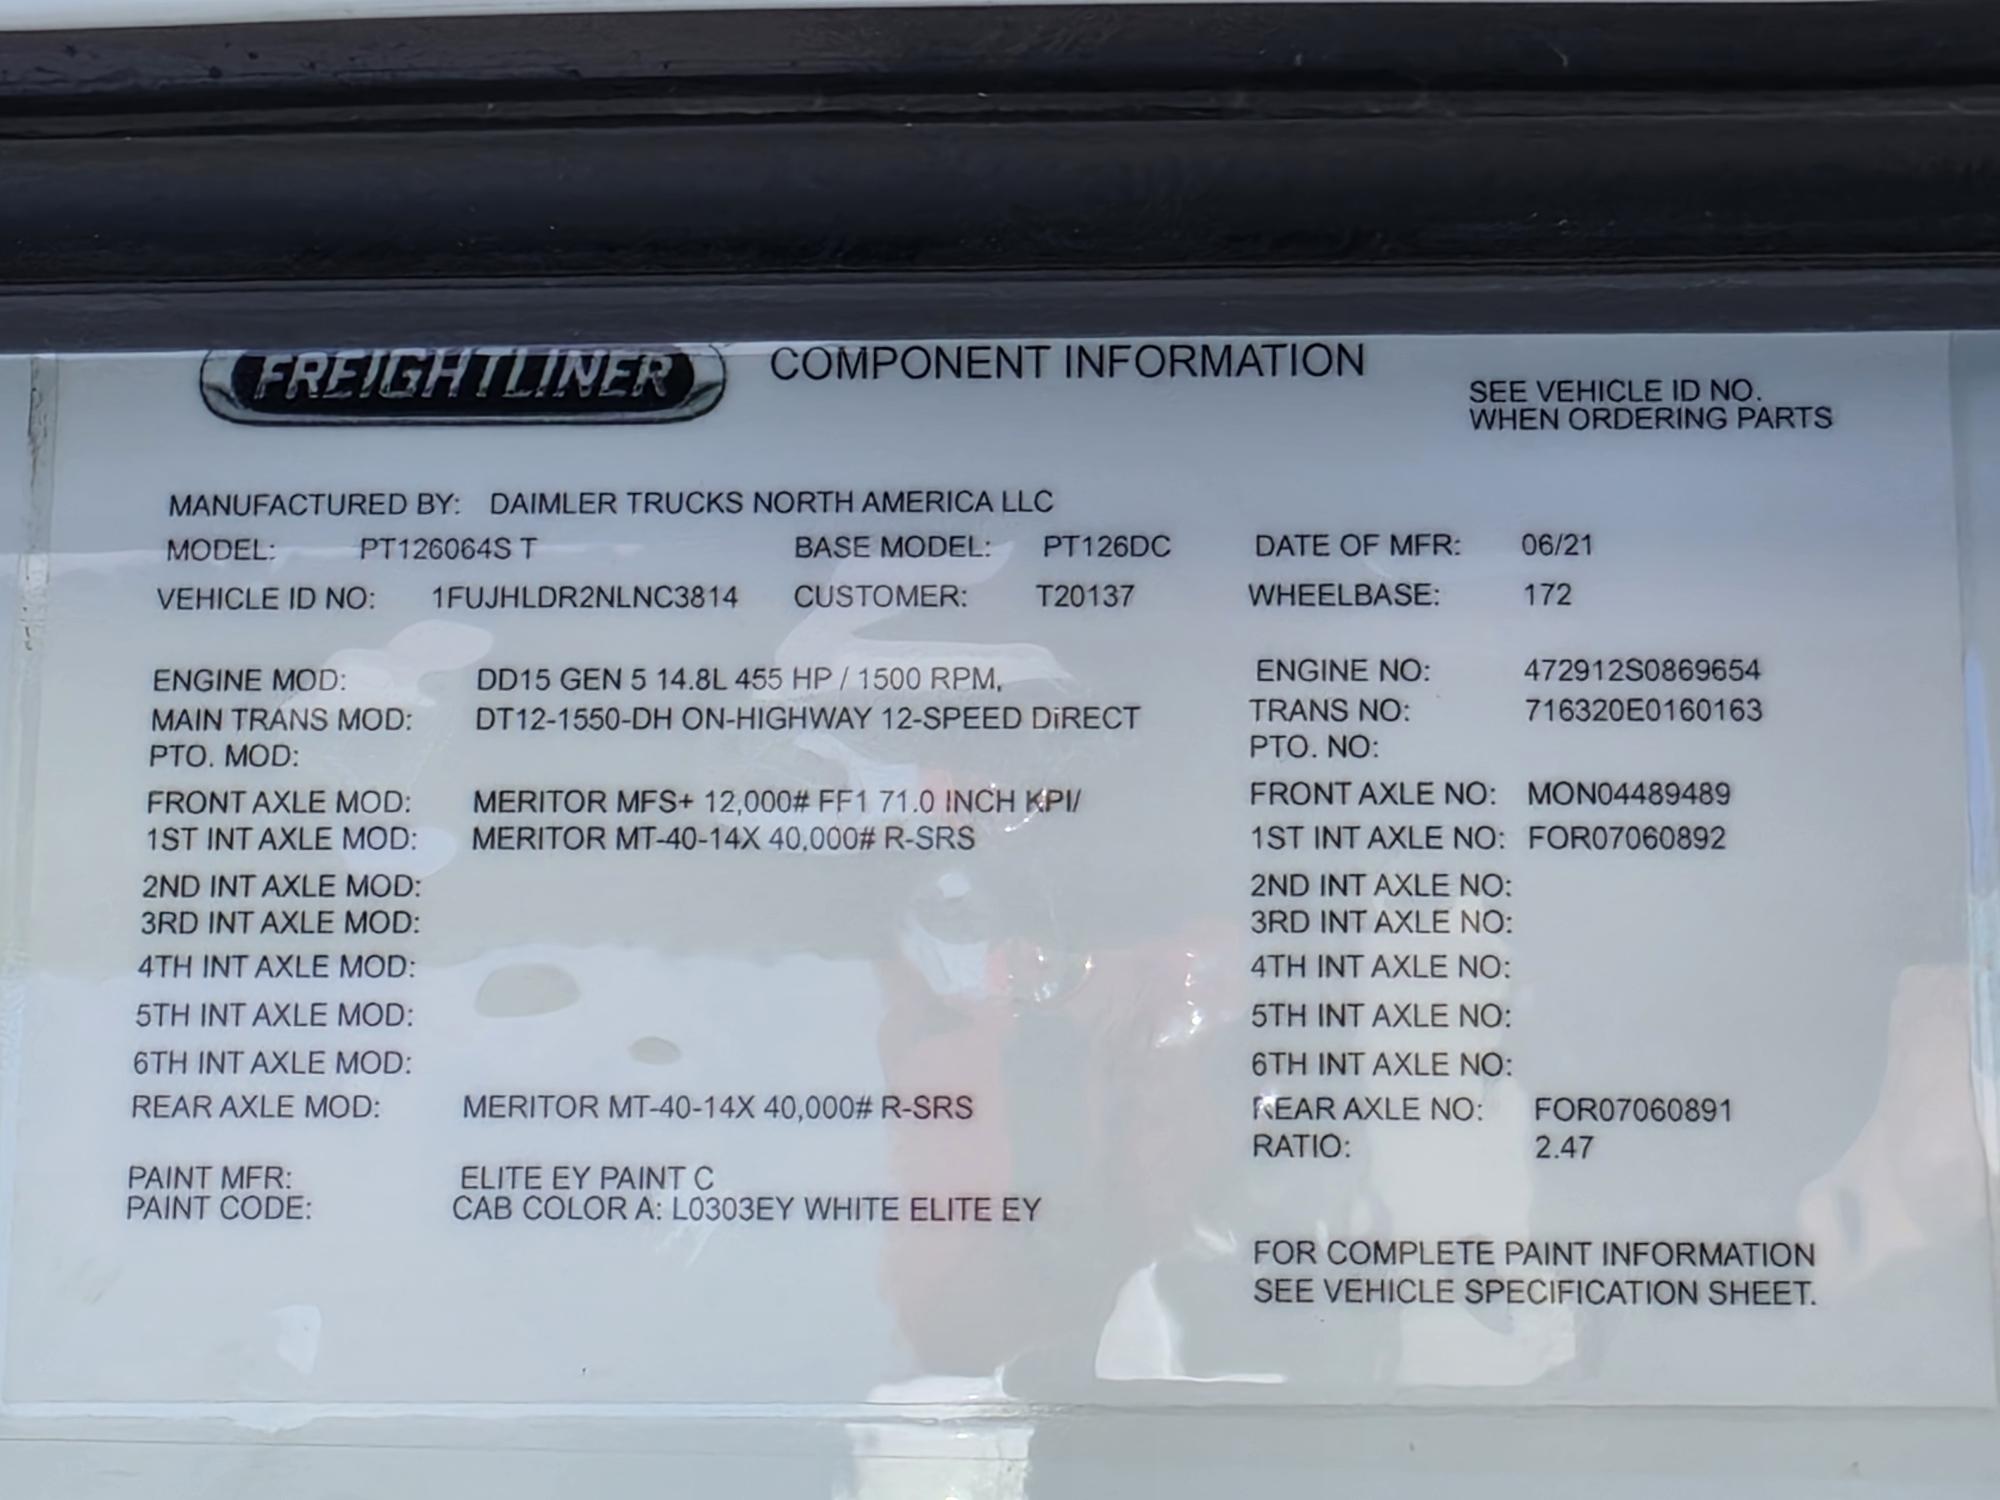 FREIGHTLINER COMPONENT INFORMATION
SEE VEHICLE ID NO.
WHEN ORDERING PARTS
MANUFACTURED BY: DAIMLER TRUCKS NORTH AMERICA LLC
MODEL: PT126064S T BASE MODEL: PT126DC DATE OF MFR: 06/21
VEHICLE ID NO: 1FUJHLDR2NLNC3814 CUSTOMER: T20137 WHEELBASE: 172
ENGINE MOD: DD15 GEN 5 14.8L 455 HP / 1500 RPM, ENGINE NO: 472912S0869654
MAIN TRANS MOD: DT12-1550-DH ON-HIGHWAY 12-SPEED DiRECT TRANS NO: 716320E0160163
PTO. MOD: PTO. NO:
FRONT AXLE MOD: MERITOR MFS+ 12,000# FF1 71.0 INCH KPI/ FRONT AXLE NO: MON04489489
1ST INT AXLE MOD: MERITOR MT-40-14X 40,000# R-SRS 1ST INT AXLE NO: FOR07060892
2ND INT AXLE MOD: 2ND INT AXLE NO:
3RD INT AXLE MOD: 3RD INT AXLE NO:
4TH INT AXLE MOD: 4TH INT AXLE NO:
5TH INT AXLE MOD: 5TH INT AXLE NO:
6TH INT AXLE MOD: 6TH INT AXLE NO:
REAR AXLE MOD: MERITOR MT-40-14X 40,000# R-SRS REAR AXLE NO: FOR07060891
RATIO: 2.47
PAINT MFR: ELITE EY PAINT C
PAINT CODE: CAB COLOR A: L0303EY WHITE ELITE EY
FOR COMPLETE PAINT INFORMATION
SEE VEHICLE SPECIFICATION SHEET.